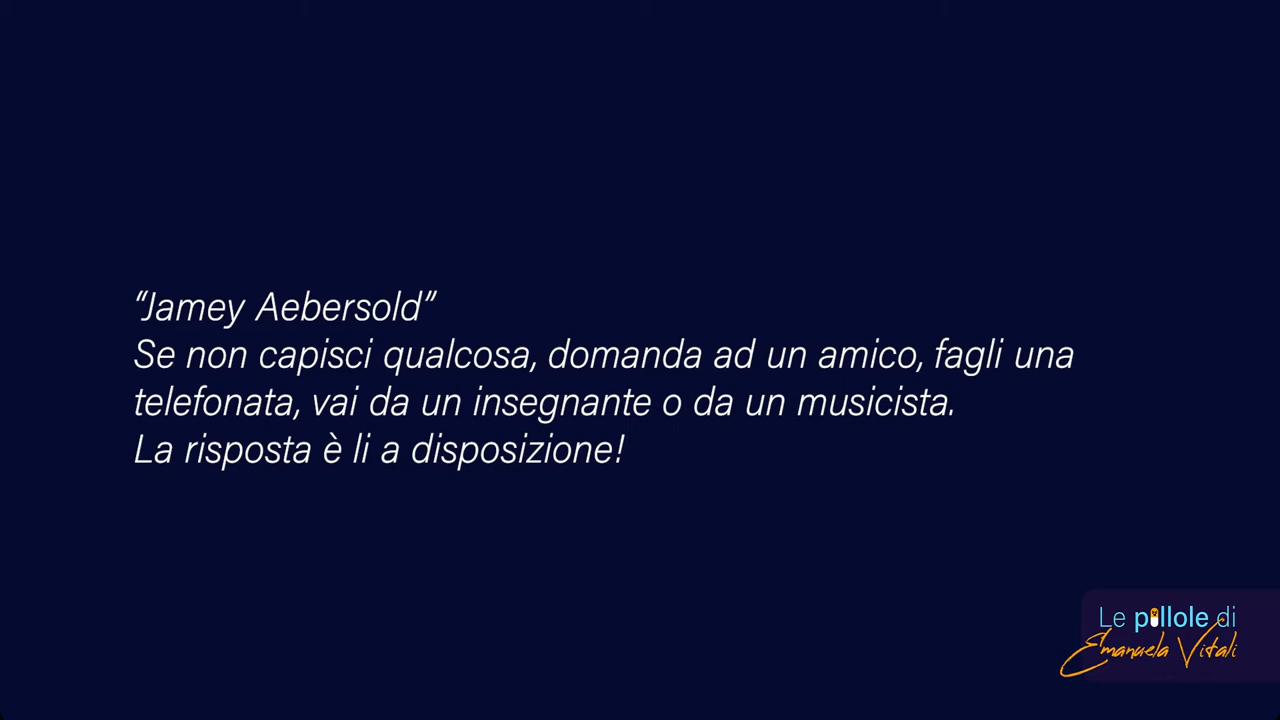 “Jamey Aebersold”
Se non capisci qualcosa, domanda ad un amico, fagli una
telefonata, vai da un insegnante o da un musicista.
La risposta è li a disposizione!
Le pillole di
Emanuela Vitali